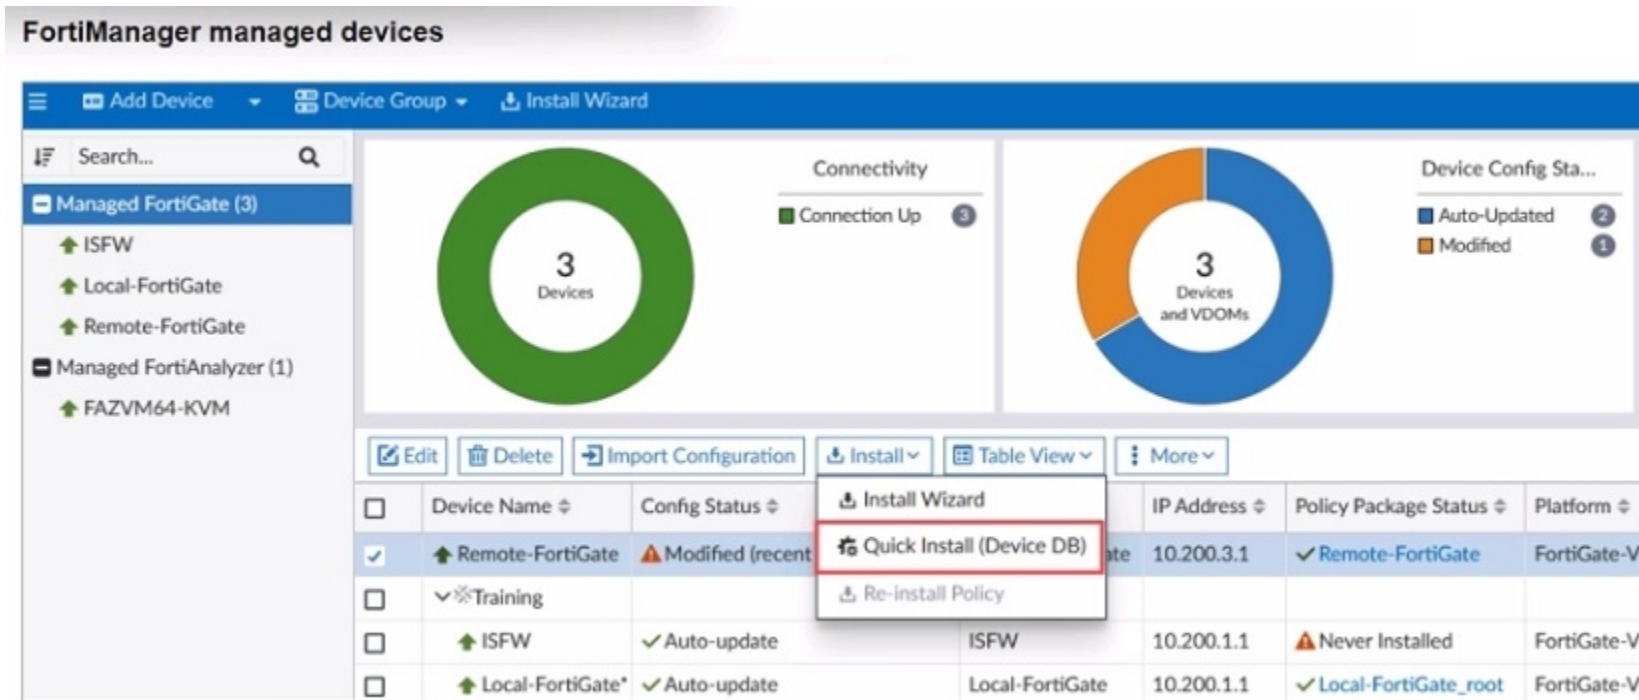 FortiManager managed devices
Add Device Device Group Install Wizard
Search...
Managed FortiGate (3)
ISFW
Local-FortiGate
Remote-FortiGate
Managed FortiAnalyzer (1)
FAZVM64-KVM
Connectivity
Connection Up 3
3
Devices
Device Config Sta...
Auto-Updated 2
Modified 1
3
Devices
and VDOMs
Edit Delete Import Configuration Install Table View More
Install Wizard
Quick Install (Device DB)
Re-install Policy
Device Name Config Status IP Address Policy Package Status Platform
Remote-FortiGate Modified (recent te 10.200.3.1 Remote-FortiGate FortiGate-V
Training
ISFW Auto-update ISFW 10.200.1.1 Never Installed FortiGate-V
Local-FortiGate* Auto-update Local-FortiGate 10.200.1.1 Local-FortiGate_root FortiGate-V